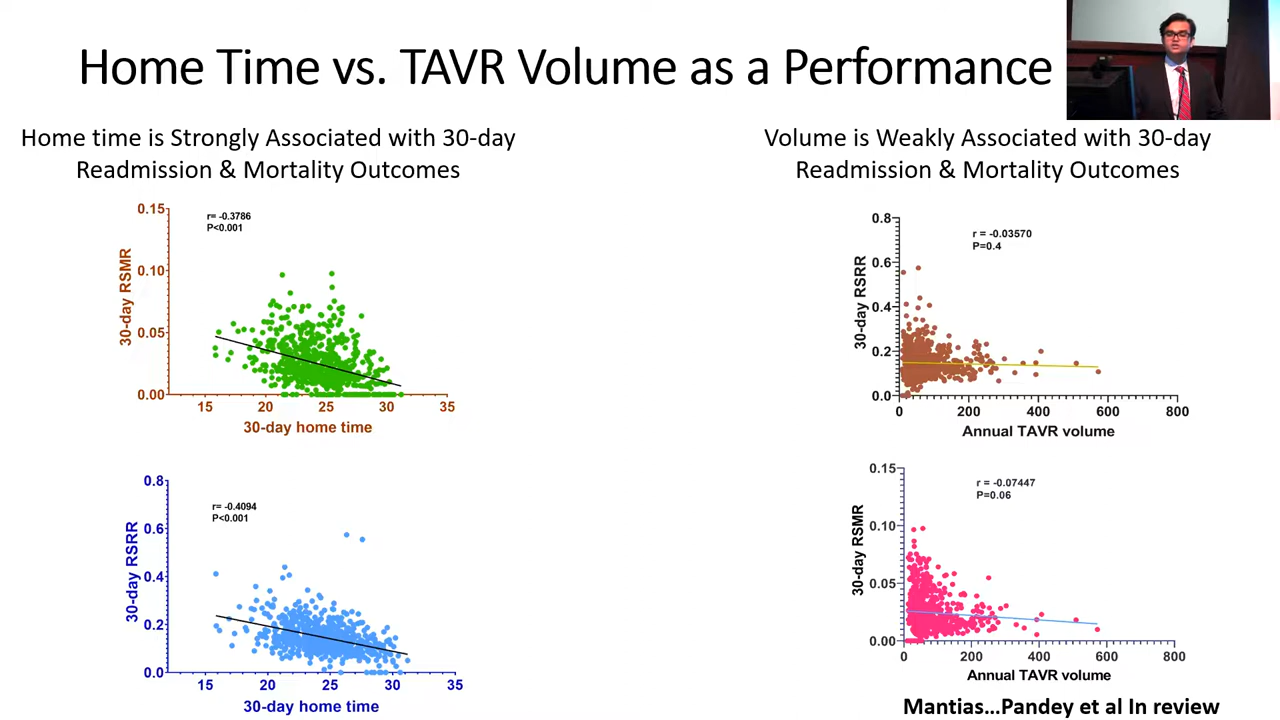 Home Time vs. TAVR Volume as a Performance
Home time is Strongly Associated with 30-day
Readmission & Mortality Outcomes
Volume is Weakly Associated with 30-day
Readmission & Mortality Outcomes
r= -0.3786
P<0.001
0.15
0.10
0.05
0.00
30-day RSMR
15
20
25
30
35
30-day home time
r = -0.03570
P=0.4
0.8
0.6
0.4
0.2
0.0
30-day RSRR
0
200
400
600
800
Annual TAVR volume
r= -0.4094
P<0.001
0.8
0.6
0.4
0.2
0.0
30-day RSRR
15
20
25
30
35
30-day home time
r = -0.07447
P=0.06
0.15
0.10
0.05
0.00
30-day RSMR
0
200
400
600
800
Annual TAVR volume
Mantias...Pandey et al In review